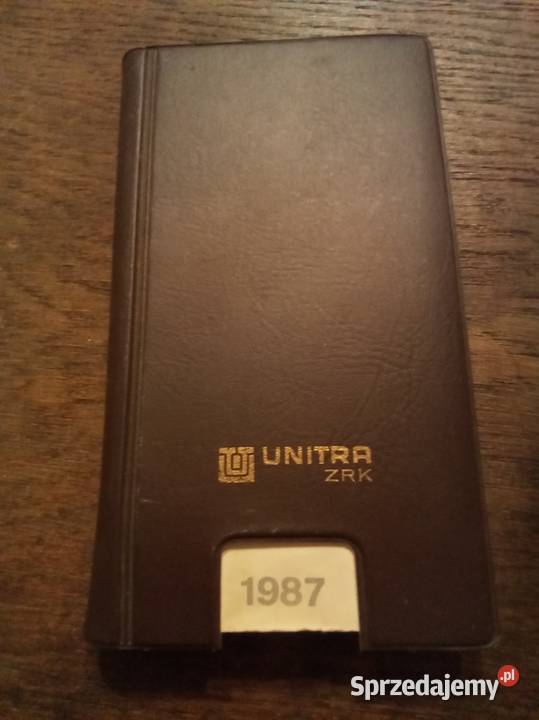 UNITRA
ZRK
1987
Sprzedajemy.pl